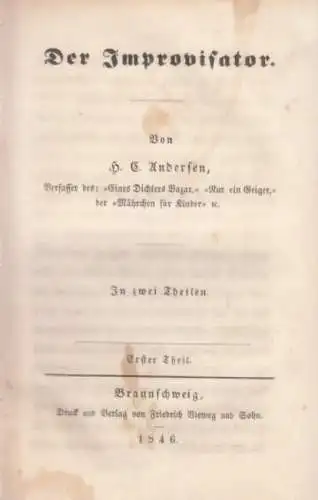 Der Improvisator.
Von
H. C. Andersen,
Verfasser des: »Eines Dichters Bazar,« »Nur ein Geiger,«
der »Mährchen für Kinder« ꝛc.
In zwei Theilen
Erster Theil.
Braunschweig,
Druck und Verlag von Friedrich Vieweg und Sohn.
1846.